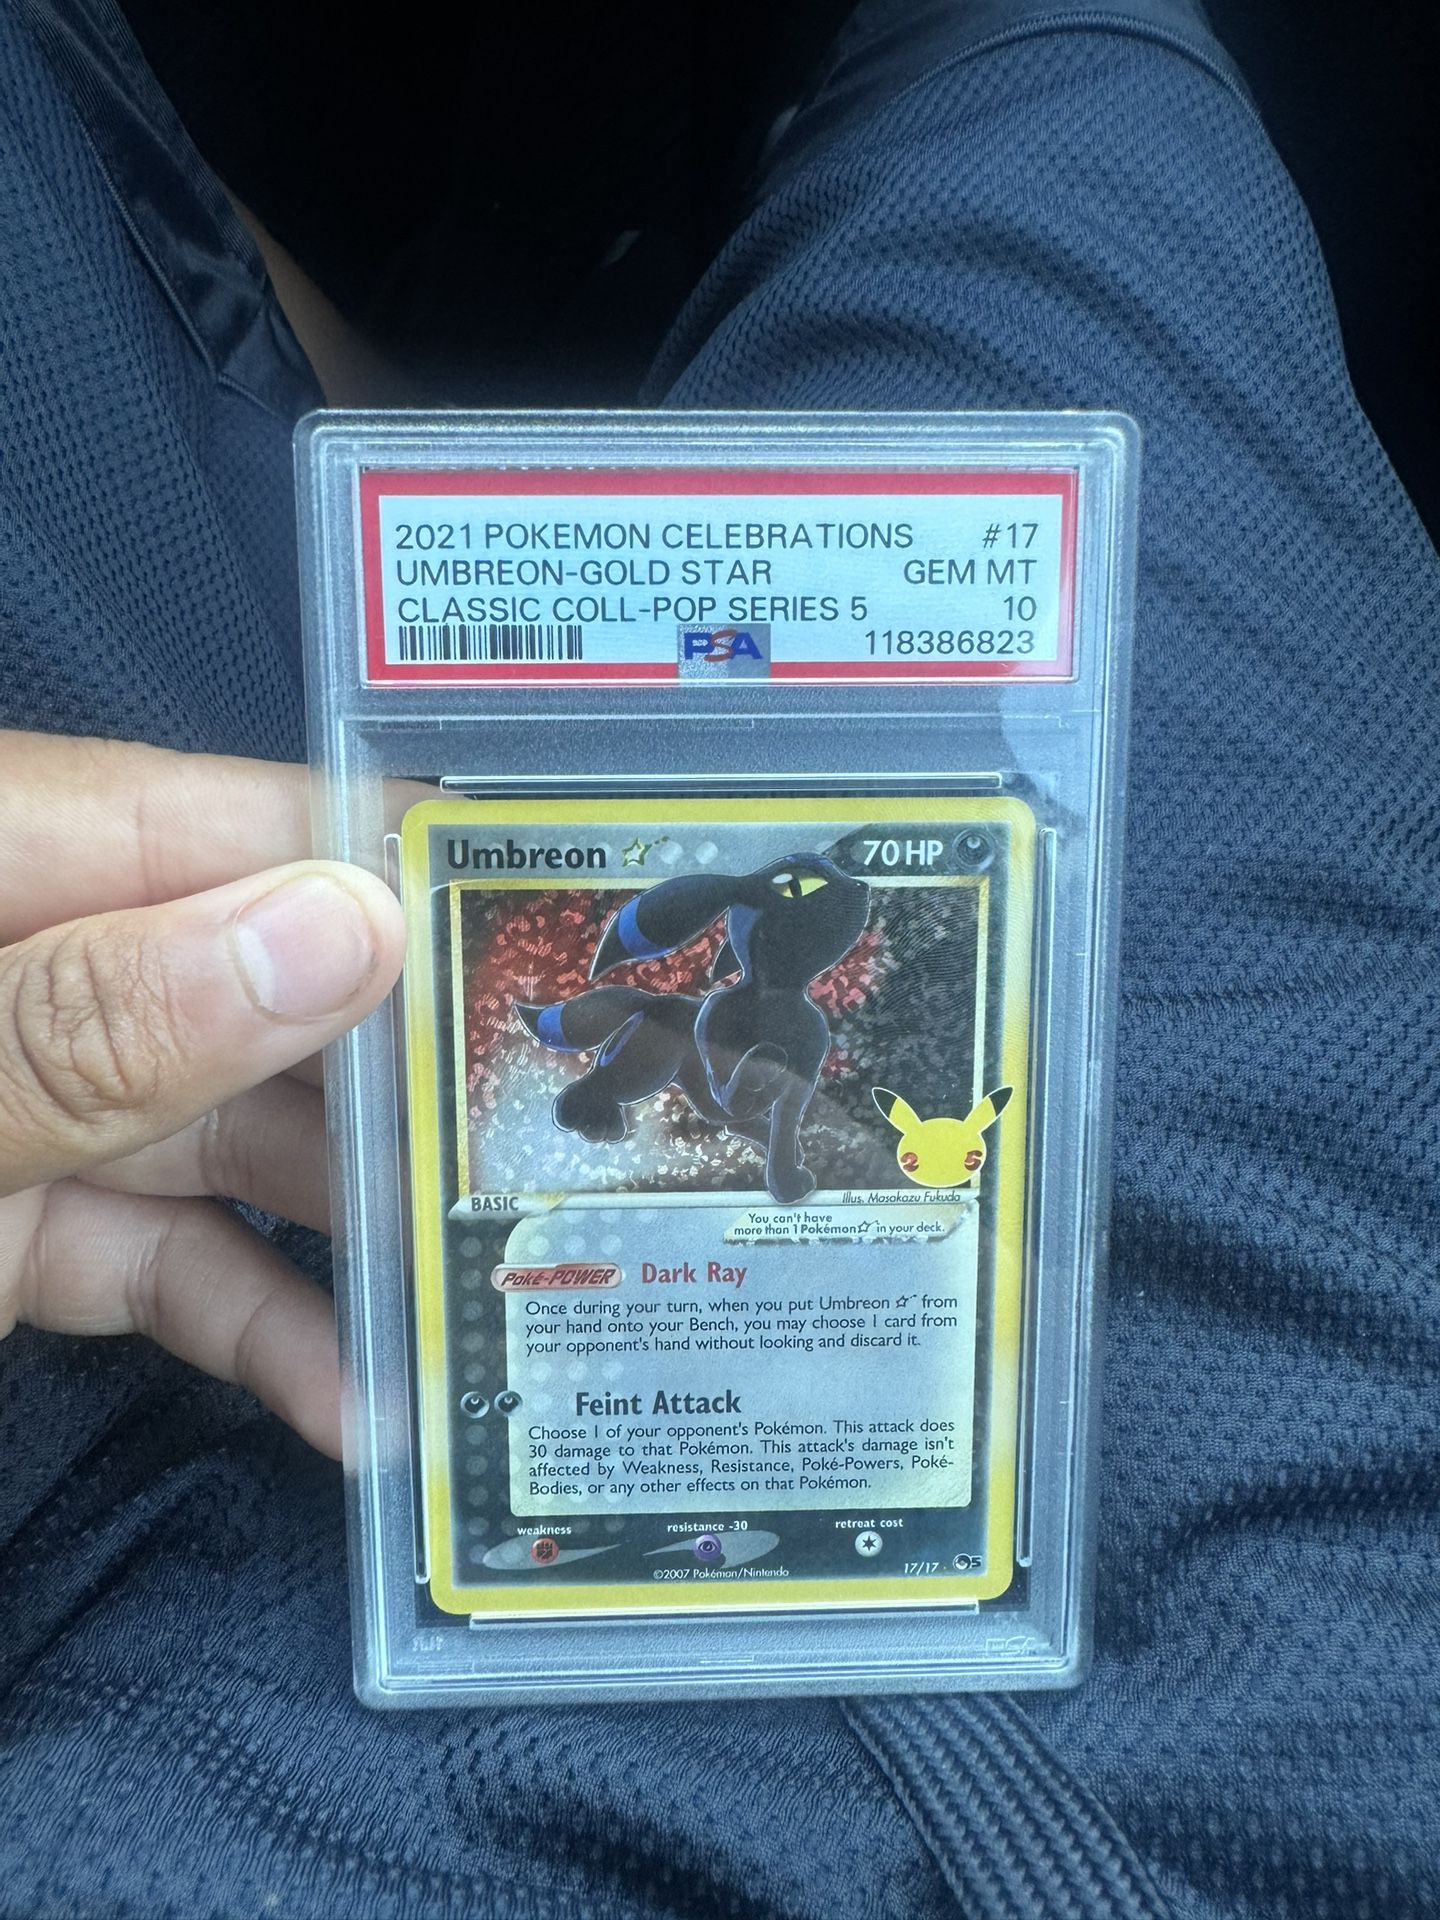 2021 POKEMON CELEBRATIONS #17
UMBREON-GOLD STAR GEM MT
CLASSIC COLL-POP SERIES 5 10
PSA 118386823
Umbreon 70 HP
25
BASIC
Illus. Masakazu Fukuda
You can't have
more than 1 Pokémon☆ in your deck.
Poké-POWER Dark Ray
Once during your turn, when you put Umbreon ☆ from
your hand onto your Bench, you may choose 1 card from
your opponent's hand without looking and discard it.
Feint Attack
Choose 1 of your opponent's Pokémon. This attack does
30 damage to that Pokémon. This attack's damage isn't
affected by Weakness, Resistance, Poké-Powers, Poké-
Bodies, or any other effects on that Pokémon.
weakness resistance -30 retreat cost
©2007 Pokémon/Nintendo 17/17 5
PSA